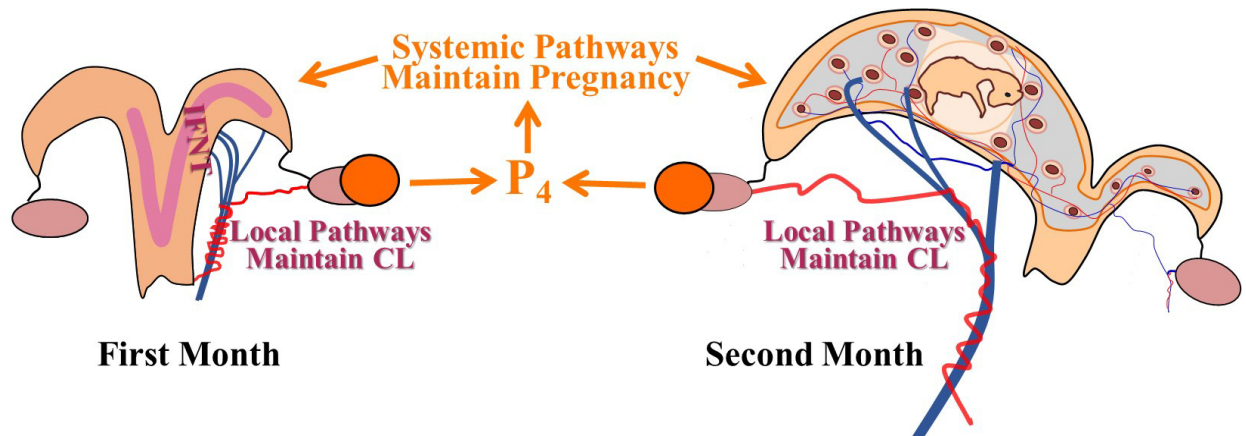 Systemic Pathways
Maintain Pregnancy
IFNT
P₄
Local Pathways
Maintain CL
Local Pathways
Maintain CL
First Month
Second Month